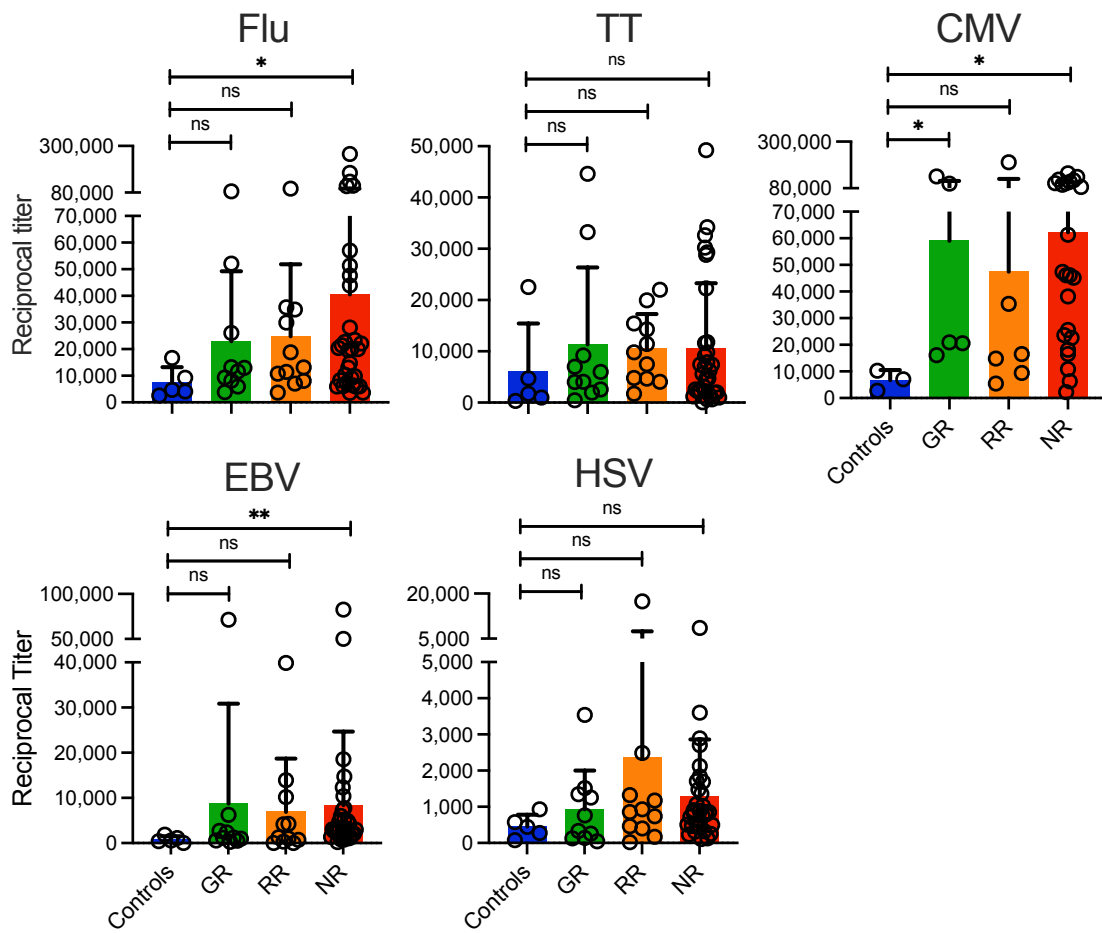 Flu
*
ns
ns
Reciprocal titer
300,000
80,000
70,000
60,000
50,000
40,000
30,000
20,000
10,000
0
TT
ns
ns
ns
50,000
40,000
30,000
20,000
10,000
0
CMV
*
ns
*
300,000
80,000
70,000
60,000
50,000
40,000
30,000
20,000
10,000
0
Controls
GR
RR
NR
EBV
**
ns
ns
Reciprocal Titer
100,000
50,000
40,000
30,000
20,000
10,000
0
Controls
GR
RR
NR
HSV
ns
ns
ns
20,000
5,000
5,000
4,000
3,000
2,000
1,000
0
Controls
GR
RR
NR